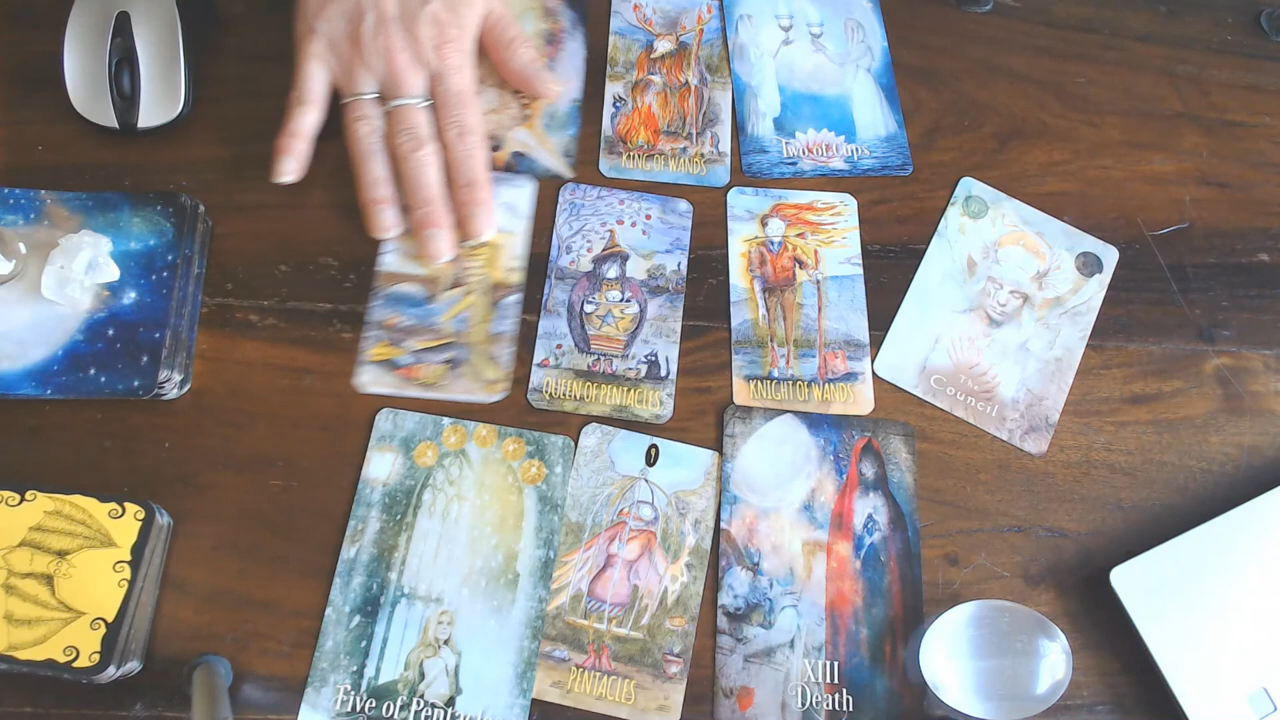 KING OF WANDS
Two of Cups
QUEEN OF PENTACLES
KNIGHT OF WANDS
The
Council
Five of Pentacles
9
PENTACLES
XIII
Death